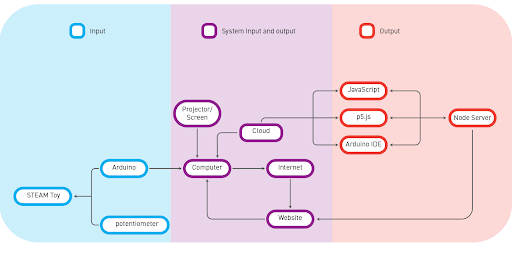 Input
System Input and output
Output
JavaScript
Projector/
Screen
p5.js
Node Server
Cloud
Arduino IDE
Arduino
Computer
Internet
STEAM Toy
Website
potentiometer